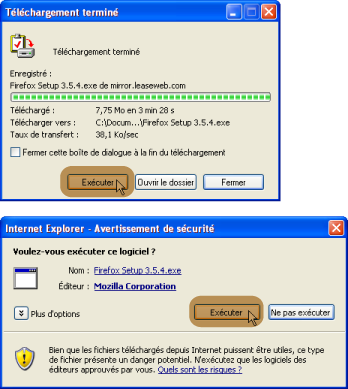 Téléchargement terminé
Téléchargement terminé
Enregistré :
Firefox Setup 3.5.4.exe de mirror.leaseweb.com
Téléchargé : 7,75 Mo en 3 min 28 s
Télécharger vers : C:\Docum...\Firefox Setup 3.5.4.exe
Taux de transfert : 38,1 Ko/sec
Fermer cette boîte de dialogue à la fin du téléchargement
Exécuter Ouvrir le dossier Fermer
Internet Explorer - Avertissement de sécurité
Voulez-vous exécuter ce logiciel ?
Nom : Firefox Setup 3.5.4.exe
Éditeur : Mozilla Corporation
Plus d'options Exécuter Ne pas exécuter
Bien que les fichiers téléchargés depuis Internet puissent être utiles, ce type
de fichier présente un danger potentiel. N'exécutez que les logiciels des
éditeurs approuvés par vous. Quels sont les risques ?